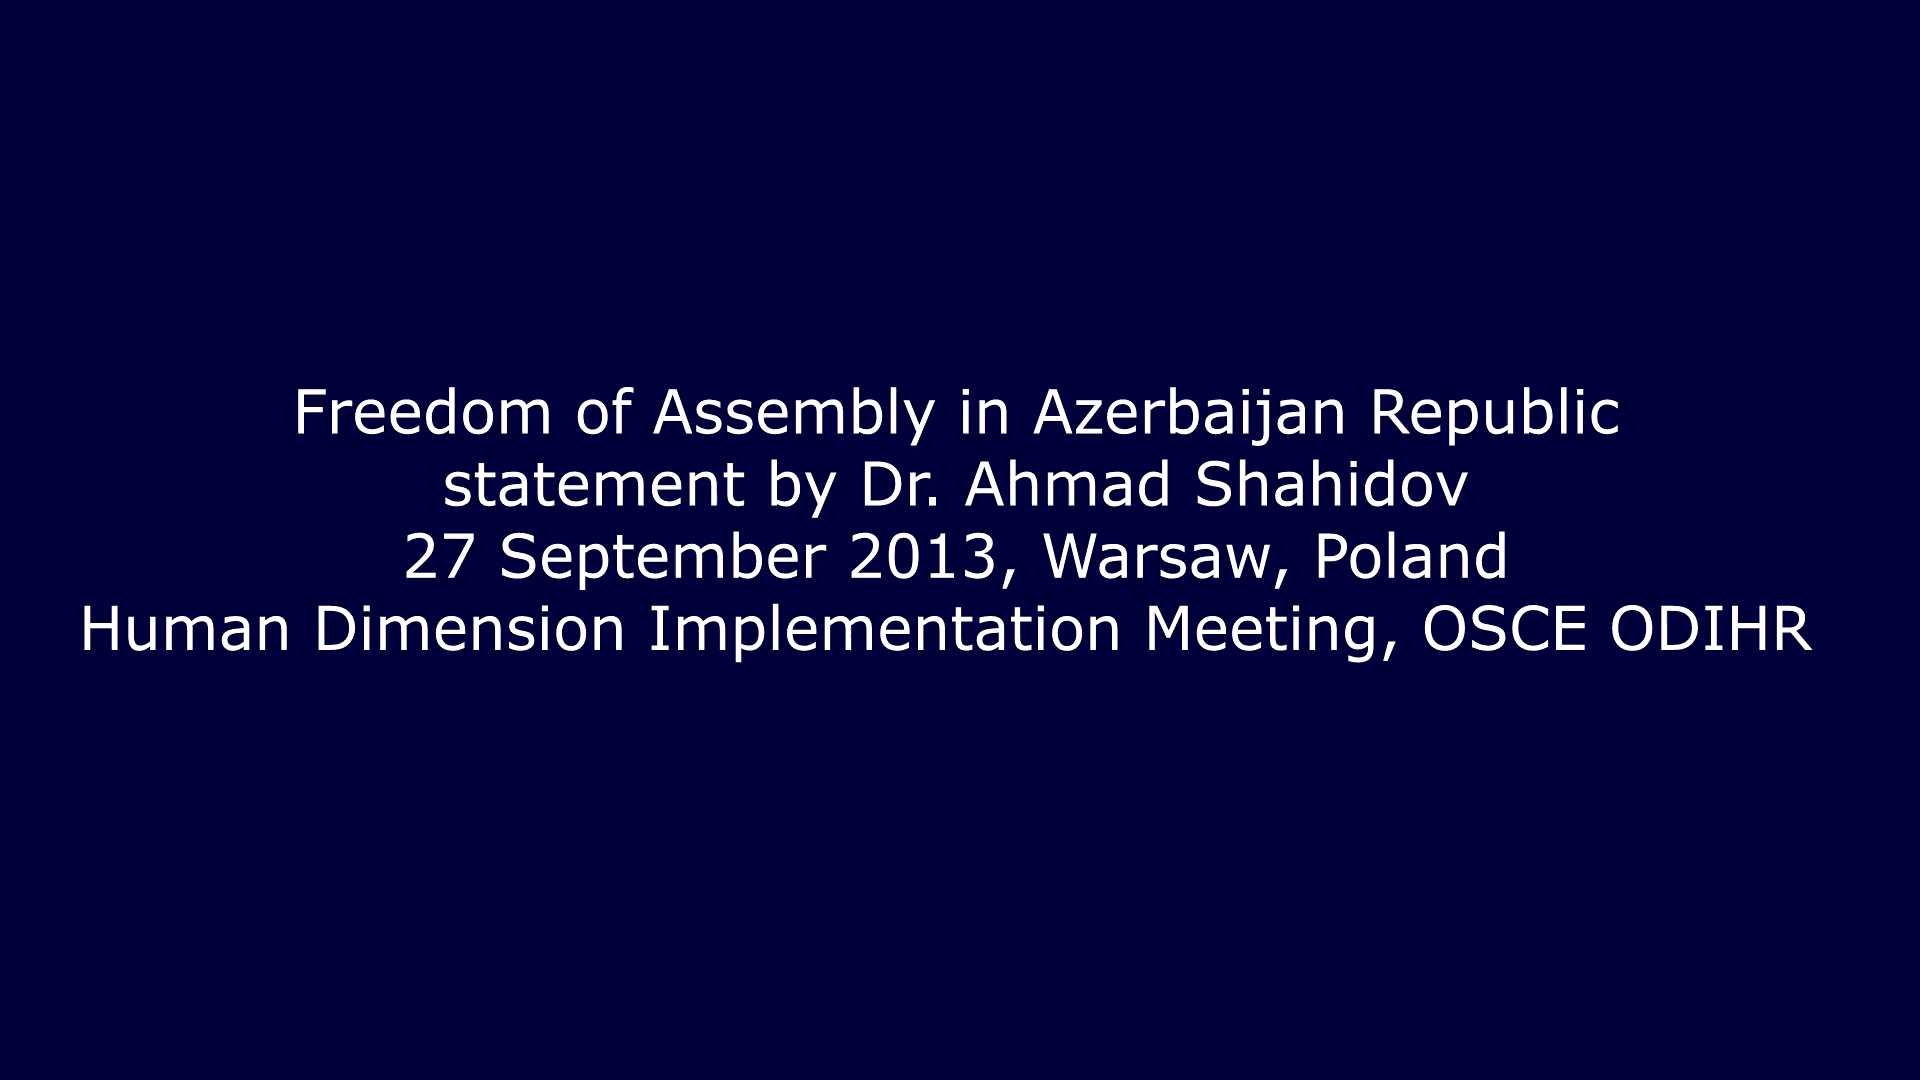 Freedom of Assembly in Azerbaijan Republic
statement by Dr. Ahmad Shahidov
27 September 2013, Warsaw, Poland
Human Dimension Implementation Meeting, OSCE ODIHR